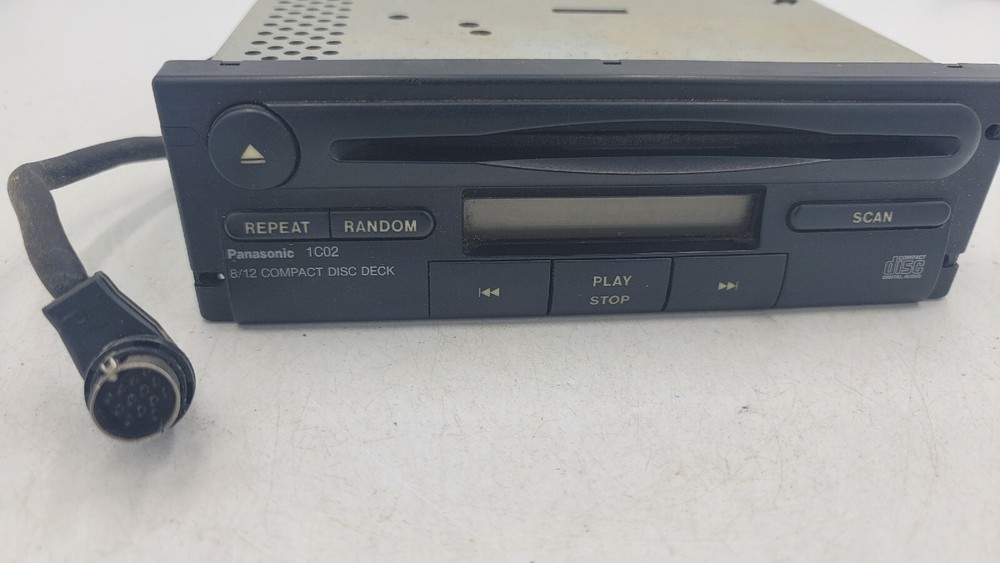 REPEAT RANDOM
SCAN
Panasonic 1C02
8/12 COMPACT DISC DECK
PLAY
STOP
COMPACT
disc
DIGITAL AUDIO